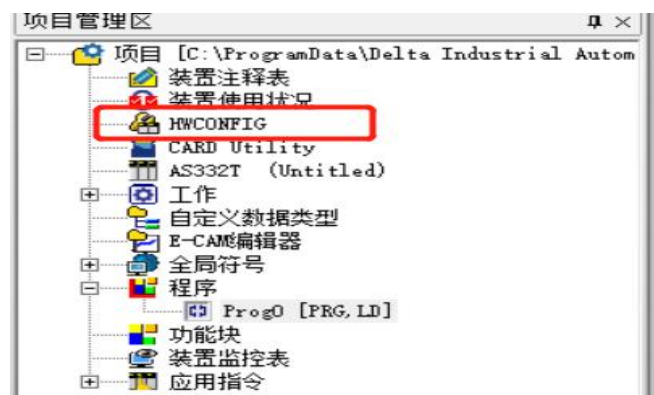 项目管理区
项目 [C:\ProgramData\Delta Industrial Autom
装置注释表
装置使用状况
HWCONFIG
CARD Utility
AS332T (Untitled)
工作
自定义数据类型
E-CAM编辑器
全局符号
程序
Prog0 [PRG,LD]
功能块
装置监控表
应用指令